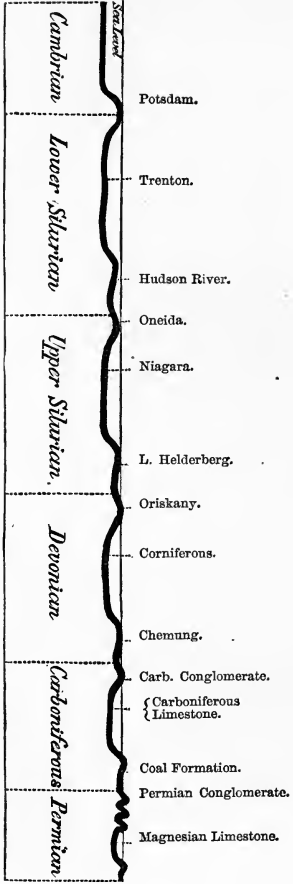 Sea Level
Cambrian
Potsdam.
Lower Silurian
Trenton.
Hudson River.
Oneida.
Upper Silurian.
Niagara.
L. Helderberg.
Oriskany.
Devonian
Corniferous.
Chemung.
Carboniferous
Carb. Conglomerate.
Carboniferous
Limestone.
Coal Formation.
Permian
Permian Conglomerate.
Magnesian Limestone.